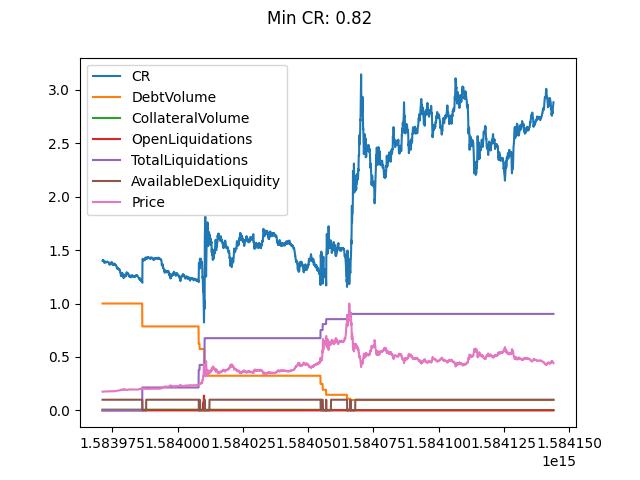 Min CR: 0.82
CR
DebtVolume
CollateralVolume
OpenLiquidations
TotalLiquidations
AvailableDexLiquidity
Price
3.0
2.5
2.0
1.5
1.0
0.5
0.0
1.583975 1.584000 1.584025 1.584050 1.584075 1.584100 1.584125 1.584150
1e15